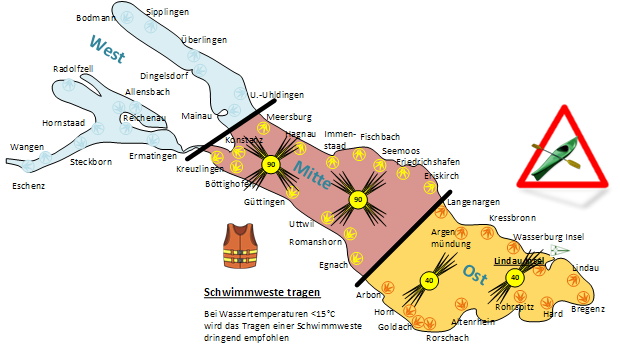 Sipplingen
Bodmann
Überlingen
West
Radolfzell
Dingelsdorf
Allensbach
U.-Uhldingen
Mainau
Reichenau
Meersburg
Hornstaad
Hagnau
Immen-
staad
Fischbach
Konstanz
Seemoos
Wangen
Ermatingen
Friedrichshafen
Steckborn
90
Kreuzlingen
Mitte
Eriskirch
Eschenz
Böttighofen
Güttingen
90
Langenargen
Kressbronn
Uttwil
Argen
mündung
Wasserburg Insel
Romanshorn
Lindau Insel
Egnach
Ost
Lindau
40
40
Schwimmweste tragen
Arbon
Rohrspitz
Bregenz
Horn
Hard
Bei Wassertemperaturen <15°C
wird das Tragen einer Schwimmweste
dringend empfohlen
Goldach
Altenrhein
Rorschach